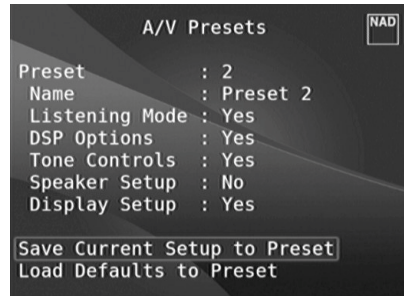 A/V Presets
NAD
Preset : 2
Name : Preset 2
Listening Mode : Yes
DSP Options : Yes
Tone Controls : Yes
Speaker Setup : No
Display Setup : Yes
Save Current Setup to Preset
Load Defaults to Preset